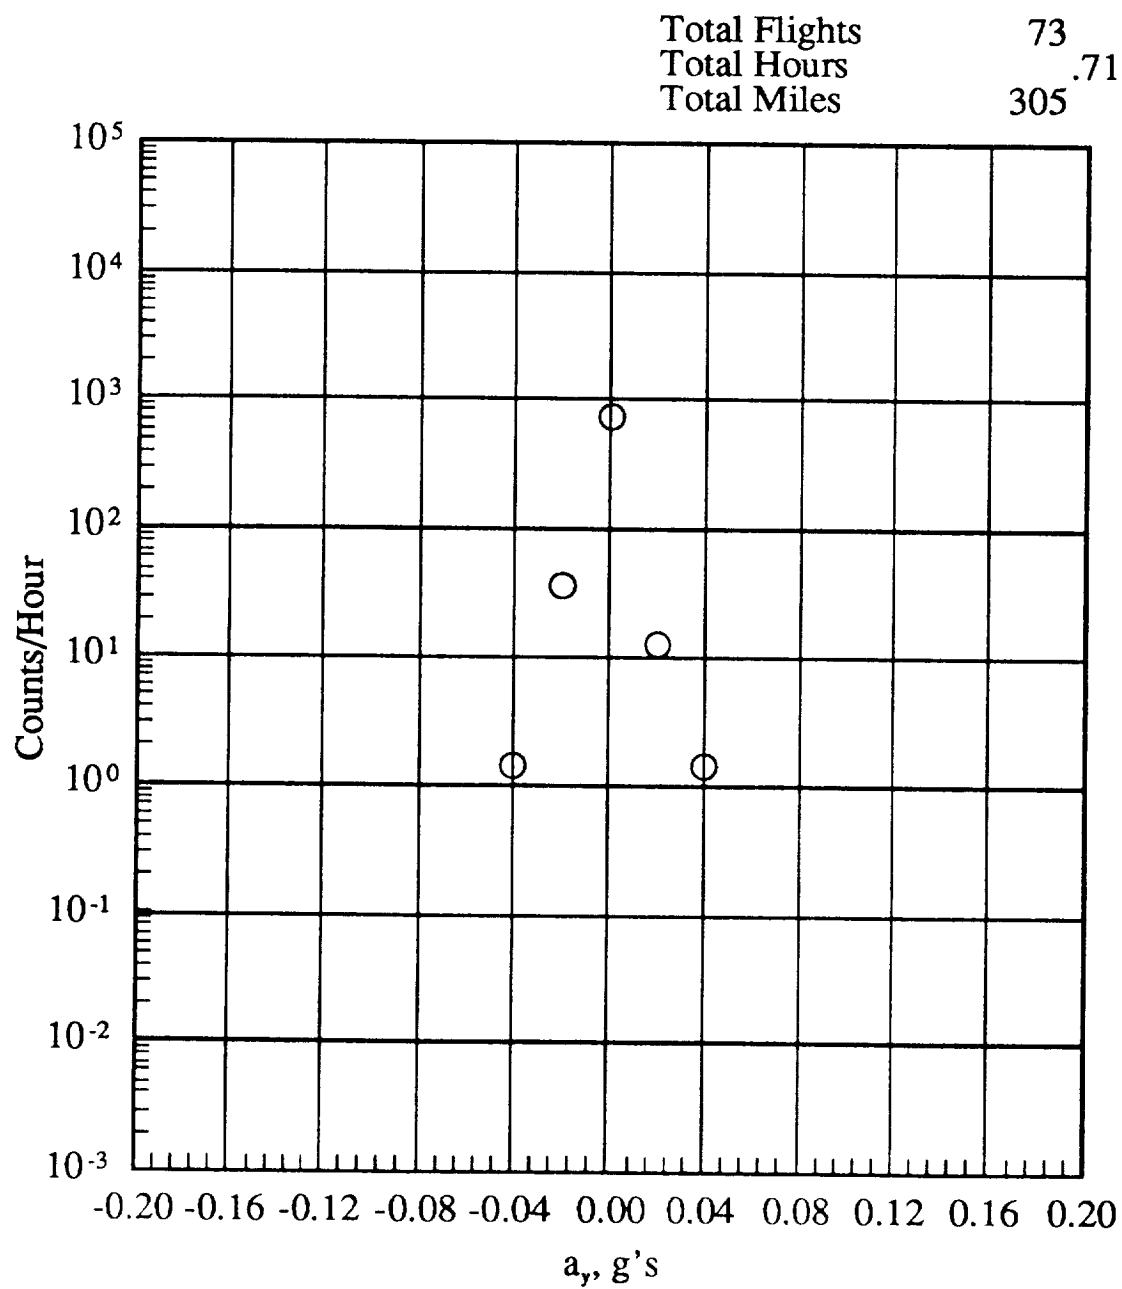 Total Flights 73
Total Hours .71
Total Miles 305
10⁵
10⁴
10³
10²
10¹
10⁰
10⁻¹
10⁻²
10⁻³
Counts/Hour
-0.20 -0.16 -0.12 -0.08 -0.04 0.00 0.04 0.08 0.12 0.16 0.20
aᵧ, g's